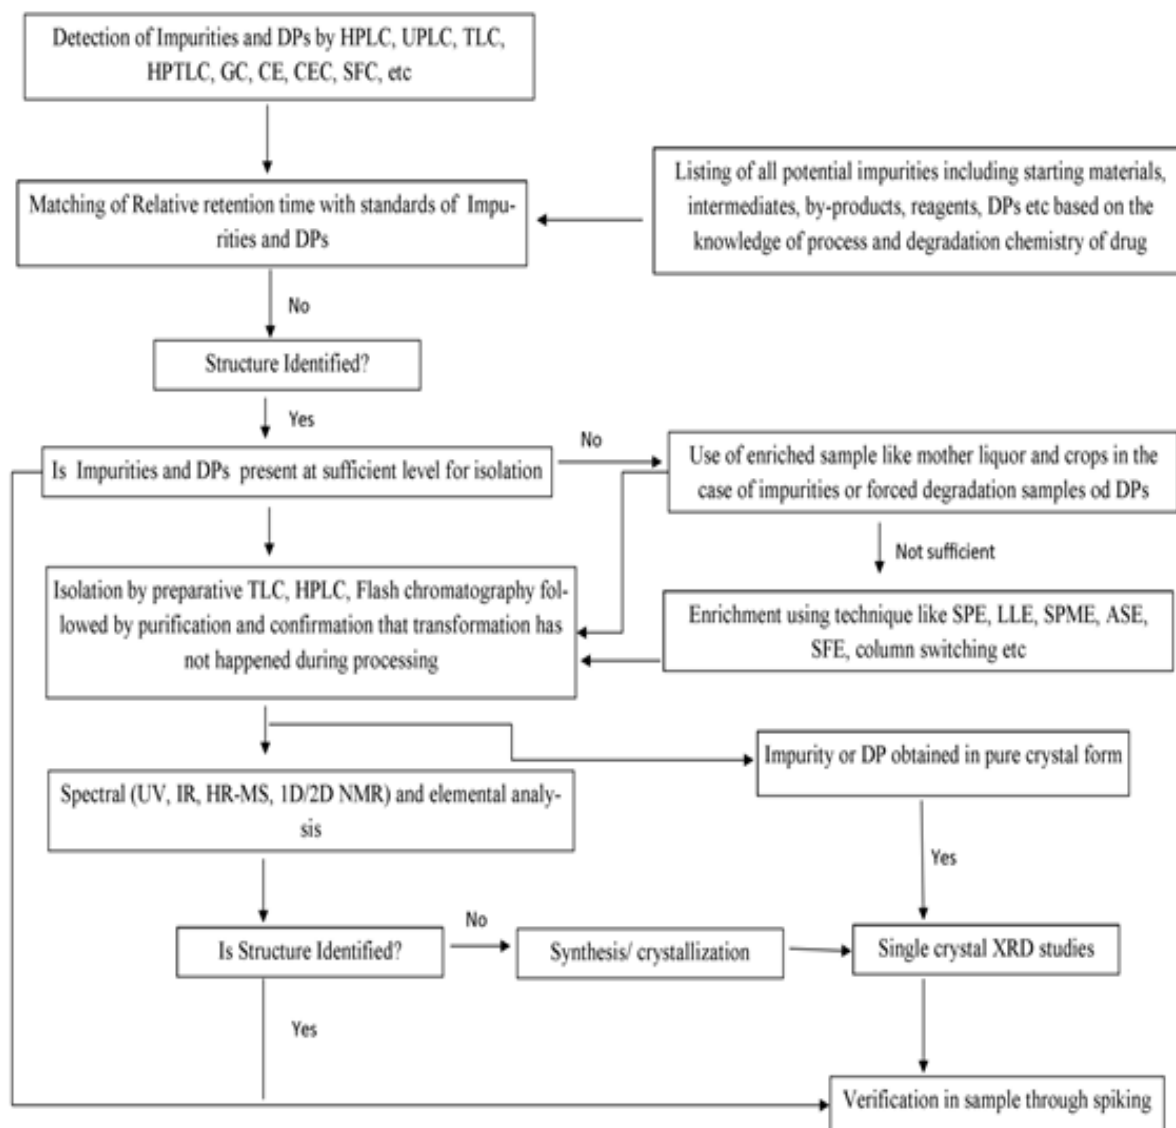 Detection of Impurities and DPs by HPLC, UPLC, TLC,
HPTLC, GC, CE, CEC, SFC, etc
Matching of Relative retention time with standards of Impu-
rities and DPs
Listing of all potential impurities including starting materials,
intermediates, by-products, reagents, DPs etc based on the
knowledge of process and degradation chemistry of drug
No
Structure Identified?
Yes
Is Impurities and DPs present at sufficient level for isolation
No
Use of enriched sample like mother liquor and crops in the
case of impurities or forced degradation samples od DPs
Not sufficient
Isolation by preparative TLC, HPLC, Flash chromatography fol-
lowed by purification and confirmation that transformation has
not happened during processing
Enrichment using technique like SPE, LLE, SPME, ASE,
SFE, column switching etc
Impurity or DP obtained in pure crystal form
Spectral (UV, IR, HR-MS, 1D/2D NMR) and elemental analy-
sis
Yes
Is Structure Identified?
No
Synthesis/ crystallization
Single crystal XRD studies
Yes
Verification in sample through spiking